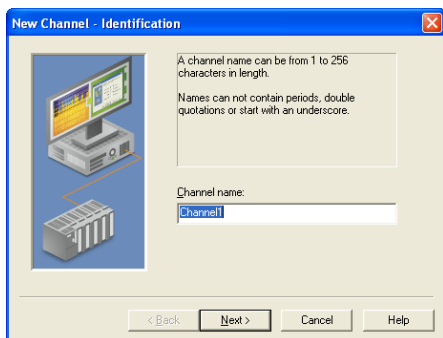 New Channel - Identification
A channel name can be from 1 to 256
characters in length.
Names can not contain periods, double
quotations or start with an underscore.
Channel name:
Channel1
< Back
Next >
Cancel
Help